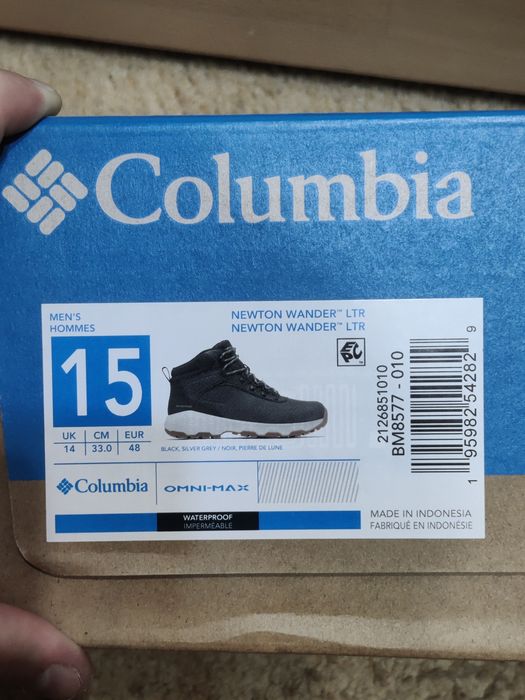 Columbia
MEN'S
HOMMES
15
UK CM EUR
14 33.0 48
NEWTON WANDER™ LTR
NEWTON WANDER™ LTR
EPC
BLACK, SILVER GREY / NOIR, PIERRE DE LUNE
2126851010
BM8577 - 010
1 95982 54282 9
Columbia
OMNI-MAX
WATERPROOF
IMPERMÉABLE
MADE IN INDONESIA
FABRIQUÉ EN INDONÉSIE